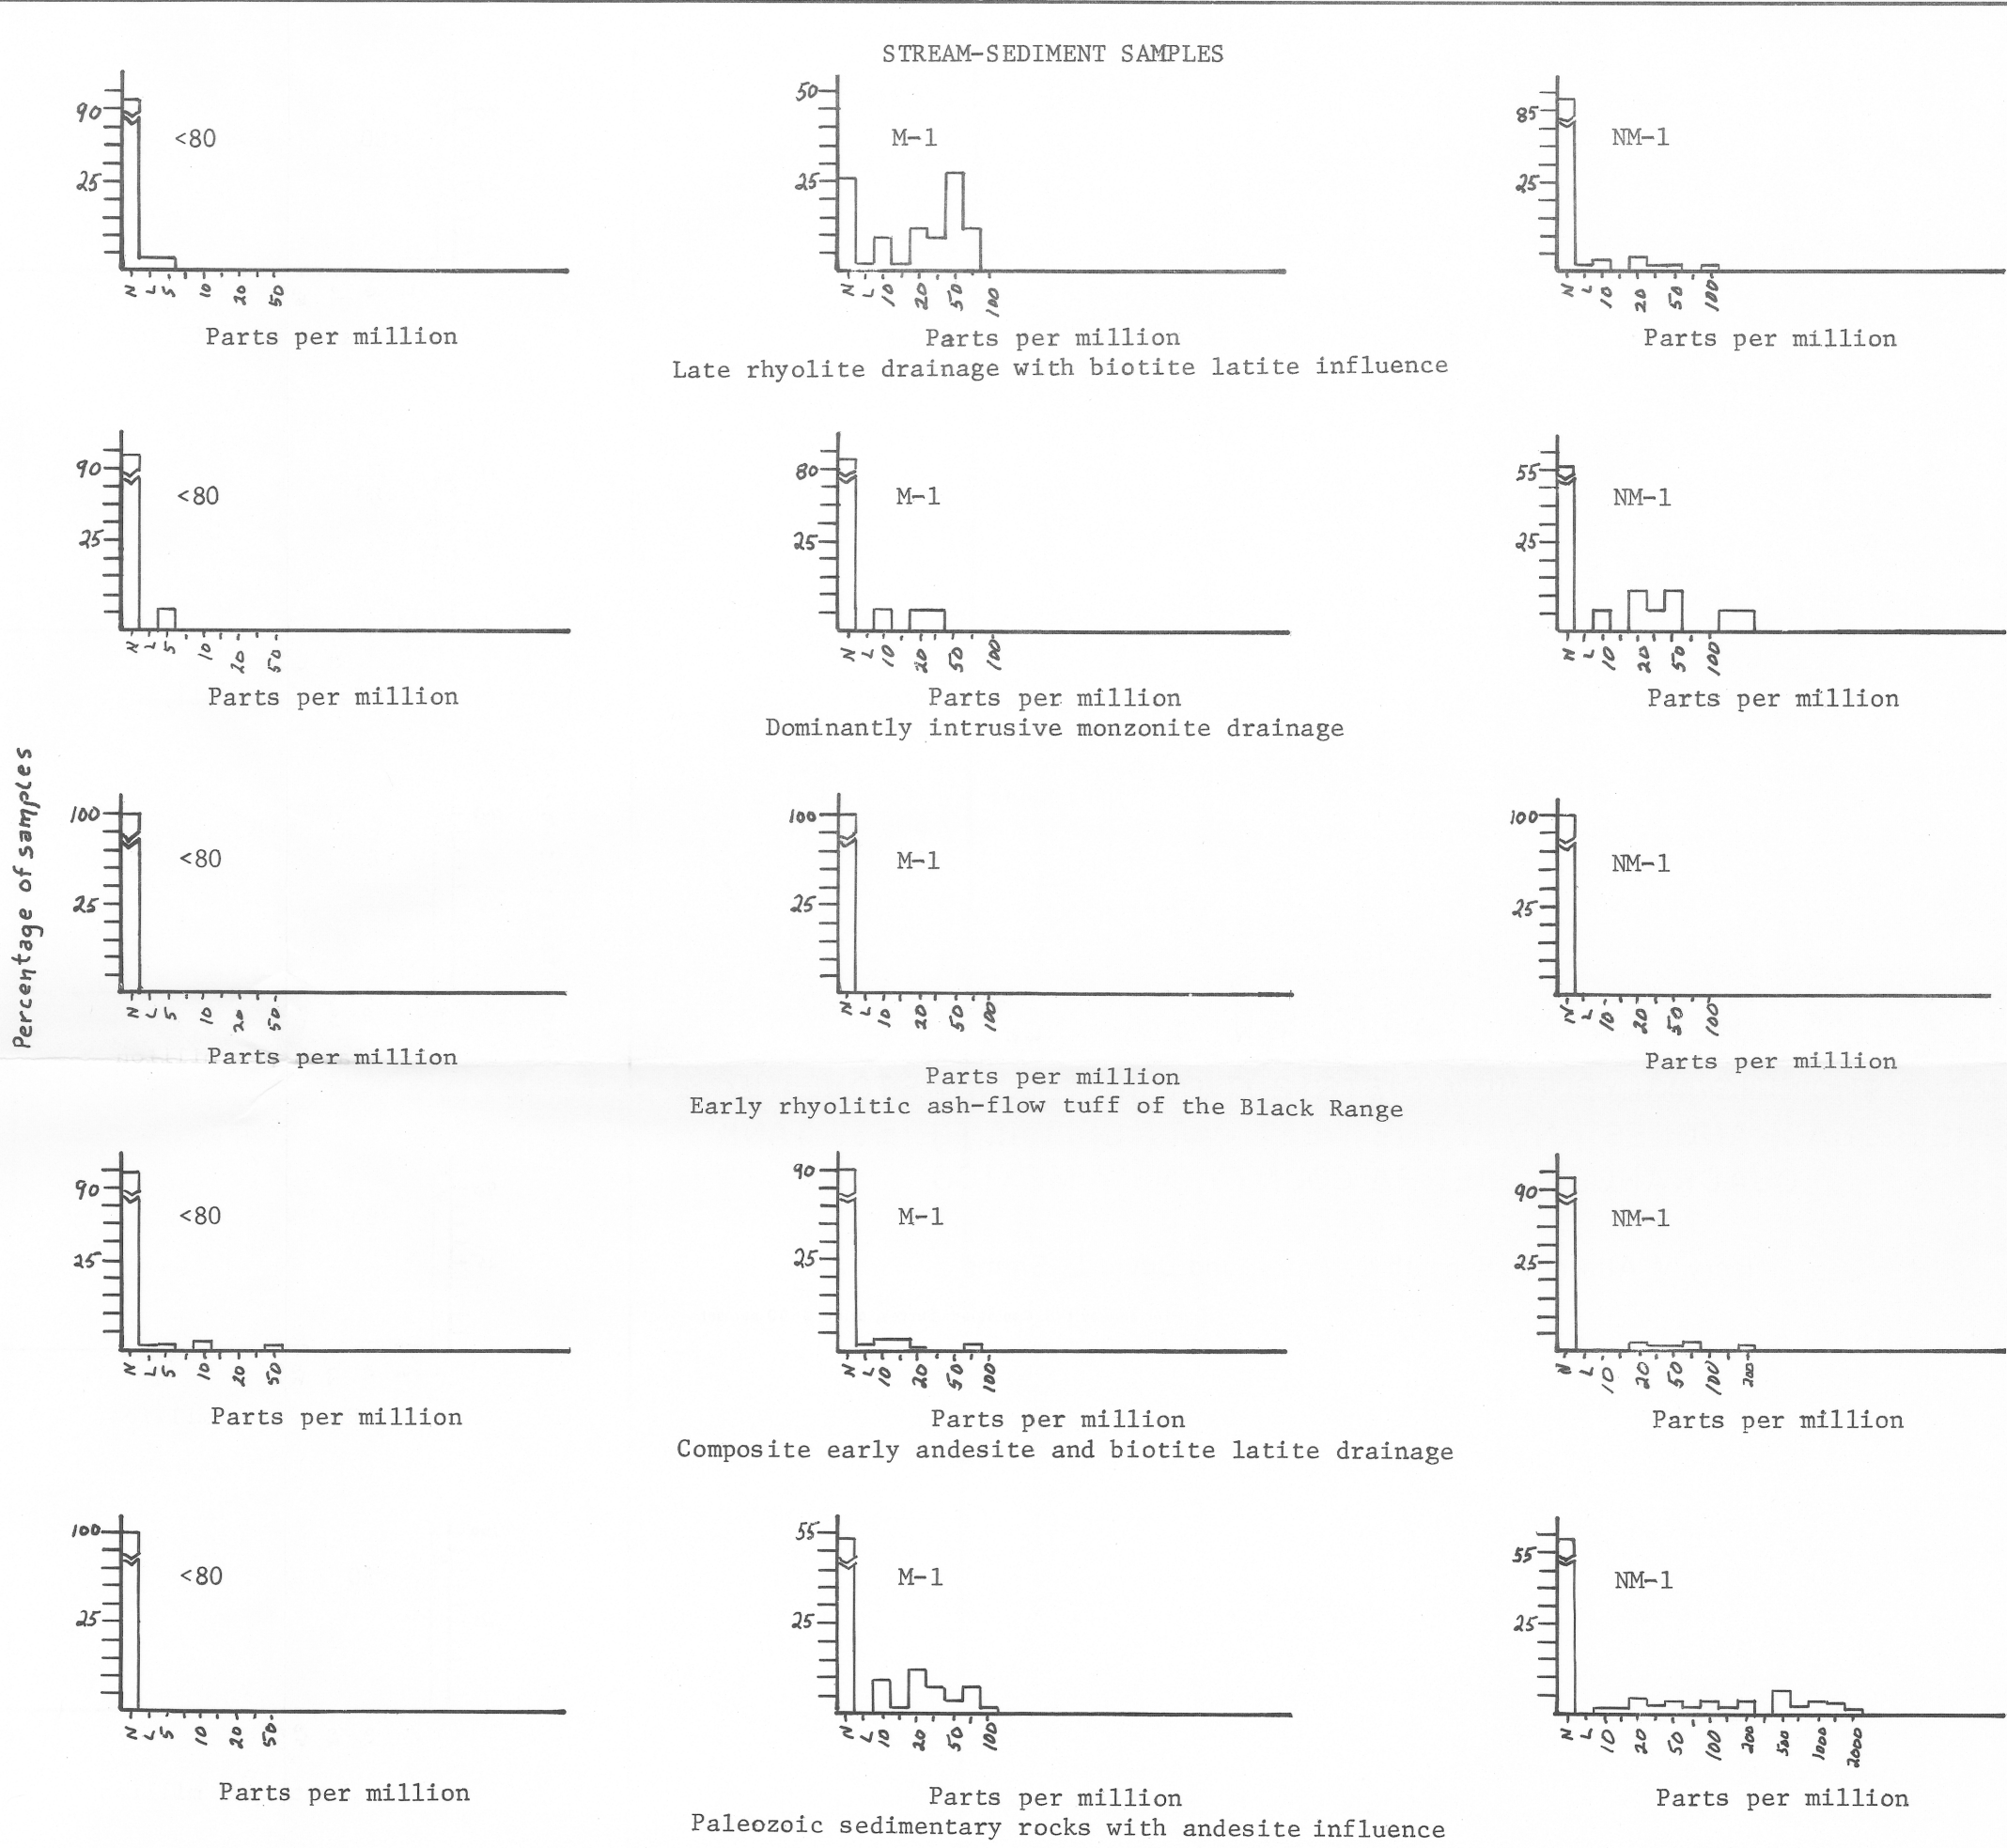 STREAM-SEDIMENT SAMPLES
90
25
<80
N L 5 10 20 50
Parts per million
50
25
M-1
N L 10 20 50 100
Parts per million
85
25
NM-1
N L 10 20 50 100
Parts per million
Late rhyolite drainage with biotite latite influence
90
25
<80
N L 5 10 20 50
Parts per million
80
25
M-1
N L 10 20 50 100
Parts per million
55
25
NM-1
N L 10 20 50 100
Parts per million
Dominantly intrusive monzonite drainage
Percentage of samples
100
25
<80
N L 5 10 20 50
Parts per million
100
25
M-1
N L 10 20 50 100
Parts per million
100
25
NM-1
N L 10 20 50 100
Parts per million
Early rhyolitic ash-flow tuff of the Black Range
90
25
<80
N L 5 10 20 50
Parts per million
90
25
M-1
N L 10 20 50 100
Parts per million
90
25
NM-1
N L 10 20 50 100 200
Parts per million
Composite early andesite and biotite latite drainage
100
25
<80
N L 5 10 20 50
Parts per million
55
25
M-1
N L 10 20 50 100
Parts per million
55
25
NM-1
N L 10 20 50 100 200 500 1000 2000
Parts per million
Paleozoic sedimentary rocks with andesite influence